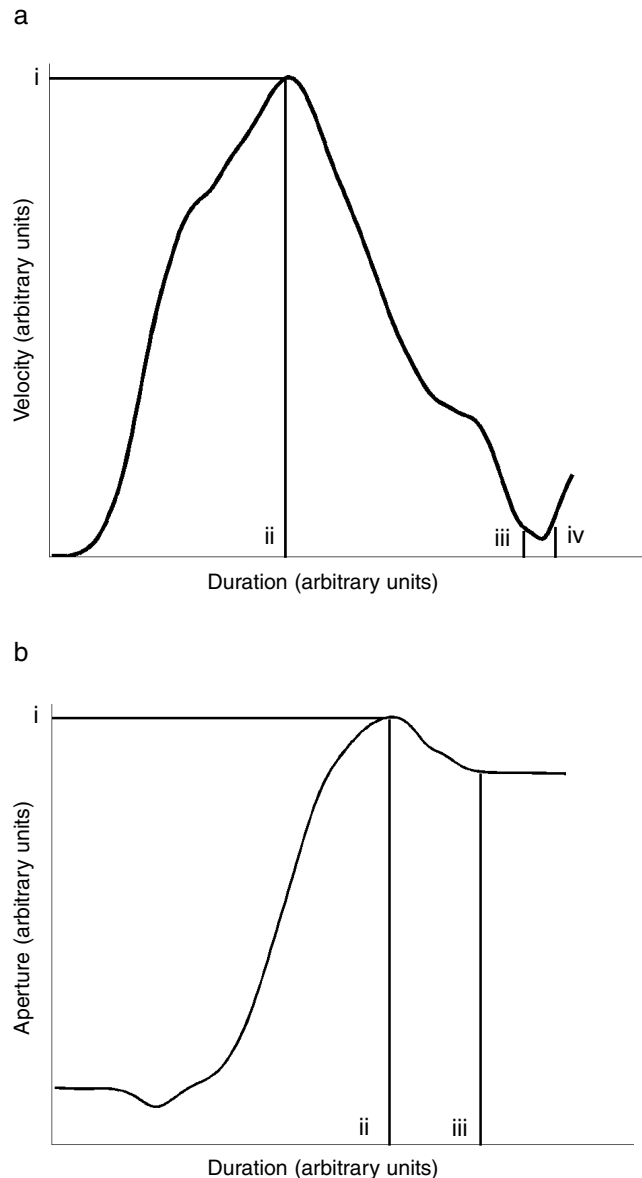 a
i
Velocity (arbitrary units)
ii
iii
iv
Duration (arbitrary units)
b
i
Aperture (arbitrary units)
ii
iii
Duration (arbitrary units)